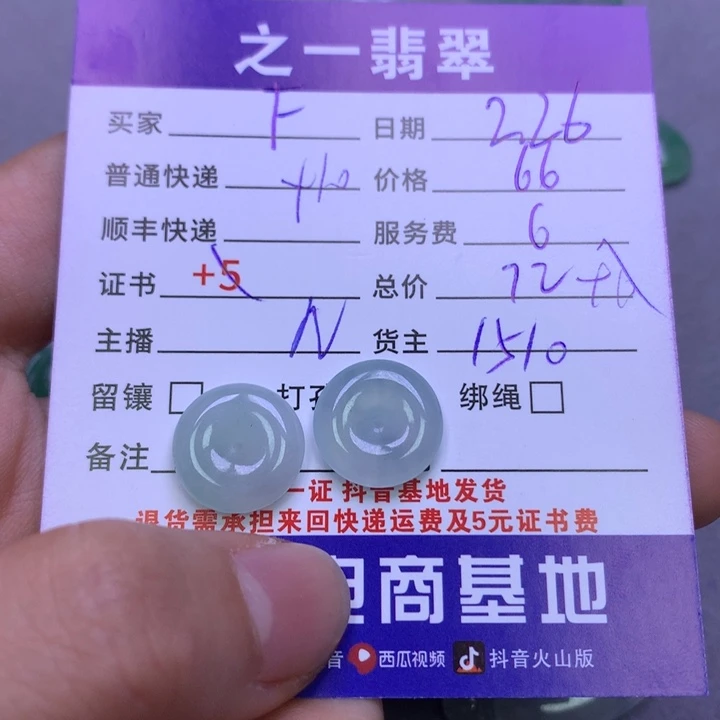 之一翡翠
买家 F 日期 226
普通快递 +10 价格 66
顺丰快递 服务费 6
证书 +5 总价 72
主播 N 货主 1510
留镶 打孔 绑绳
备注
一证 抖音基地发货
退货需承担来回快递运费及5元证书费
电商基地
音 西瓜视频 抖音火山版